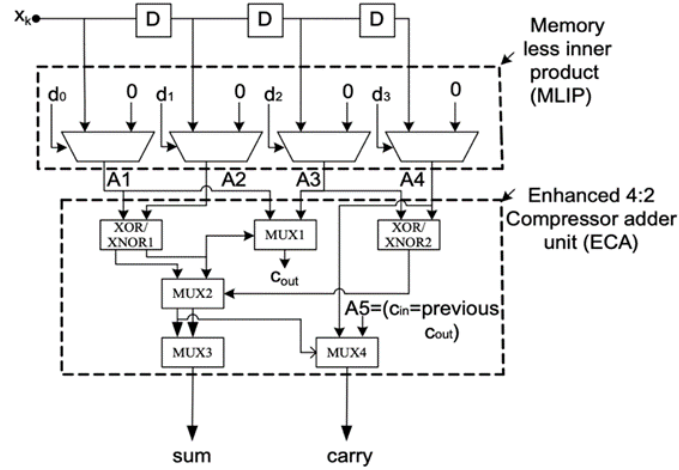 xk
D
D
D
Memory
less inner
product
(MLIP)
d0
0
d1
0
d2
0
d3
0
A1
A2
A3
A4
Enhanced 4:2
Compressor adder
unit (ECA)
XOR/
XNOR1
MUX1
XOR/
XNOR2
cout
MUX2
A5=(cin=previous
cout)
MUX3
MUX4
sum
carry